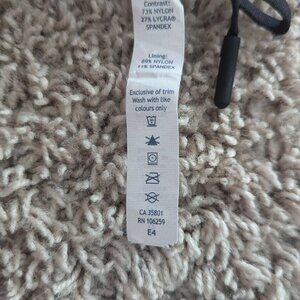 Contrast:
73% NYLON
27% LYCRA®
SPANDEX
Lining:
89% NYLON
11% SPANDEX
Exclusive of trim
Wash with like
colours only
CA 35801
RN 106259
E4